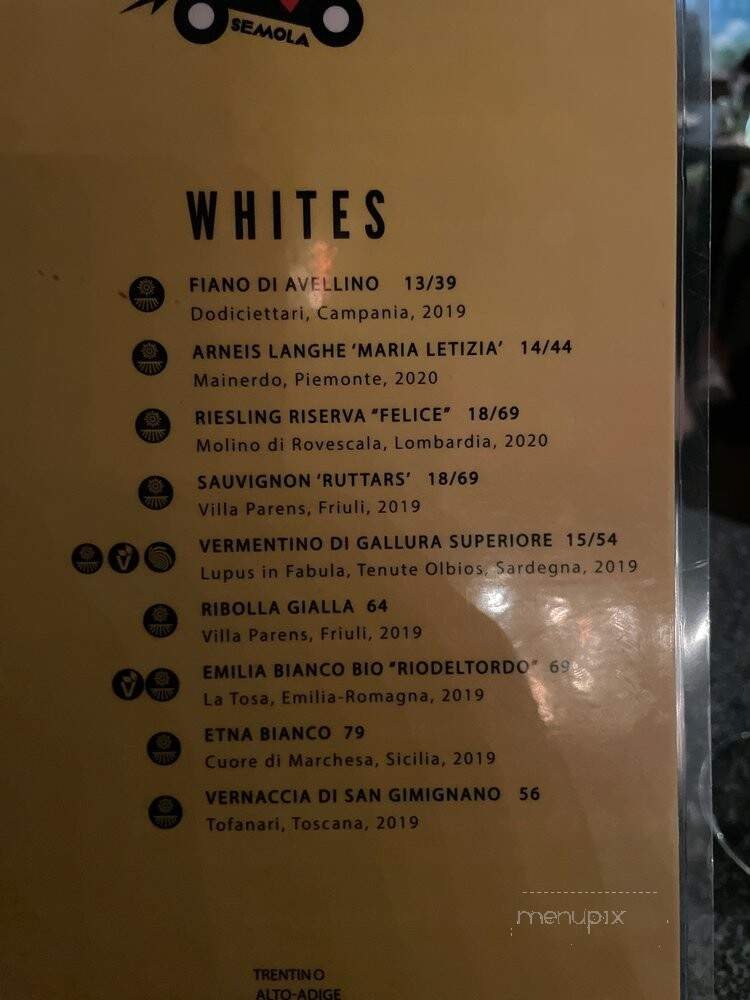 SEMOLA
WHITES
FIANO DI AVELLINO 13/39
Dodiciettari, Campania, 2019
ARNEIS LANGHE ‘MARIA LETIZIA’ 14/44
Mainerdo, Piemonte, 2020
RIESLING RISERVA “FELICE” 18/69
Molino di Rovescala, Lombardia, 2020
SAUVIGNON ‘RUTTARS’ 18/69
Villa Parens, Friuli, 2019
VERMENTINO DI GALLURA SUPERIORE 15/54
Lupus in Fabula, Tenute Olbios, Sardegna, 2019
RIBOLLA GIALLA 64
Villa Parens, Friuli, 2019
EMILIA BIANCO BIO “RIODELTORDO” 69
La Tosa, Emilia-Romagna, 2019
ETNA BIANCO 79
Cuore di Marchesa, Sicilia, 2019
VERNACCIA DI SAN GIMIGNANO 56
Tofanari, Toscana, 2019
menupix
TRENTINO
ALTO-ADIGE